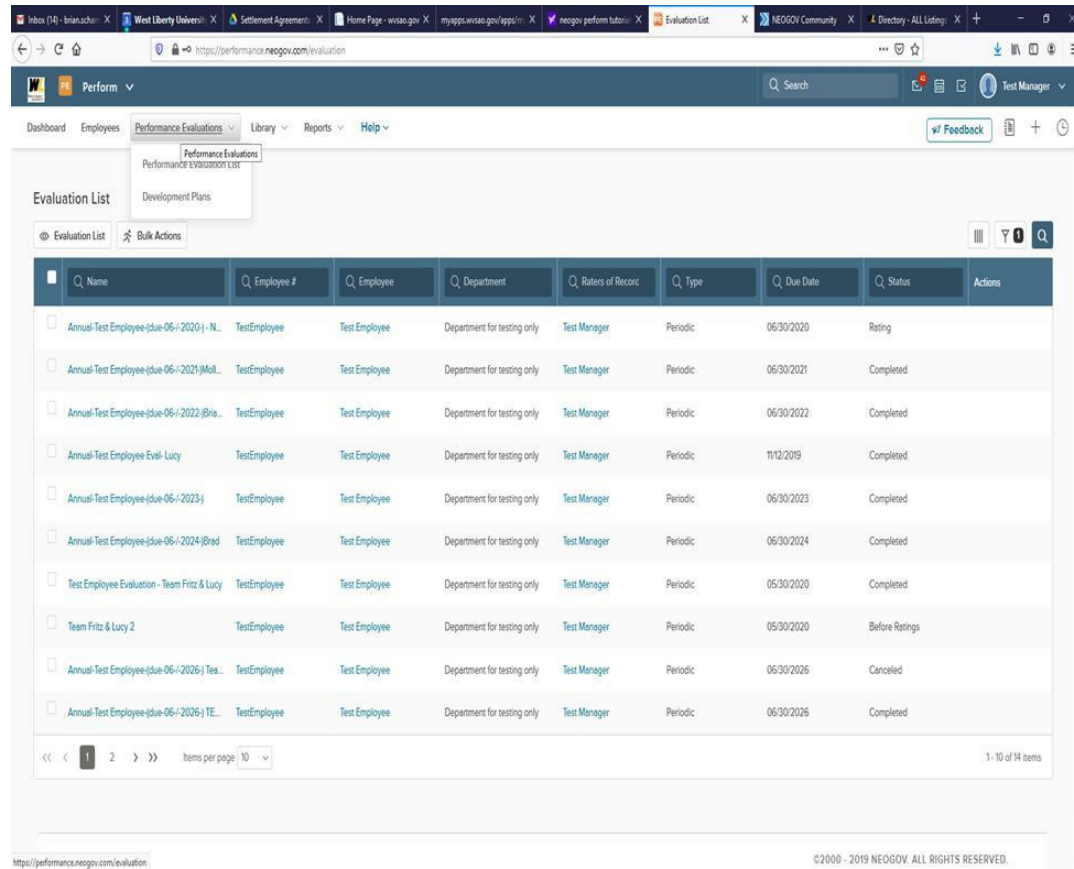 Inbox (14) - brian.scham X West Liberty Universit X Settlement Agreement X Home Page - wvsao.gov X myapps.wvsao.gov/apps/m X neogov perform tutoria X Evaluation List X NEOGOV Community X Directory - ALL Listings X
https://performance.neogov.com/evaluation
PE Perform Search 42 Test Manager
Dashboard Employees Performance Evaluations Library Reports Help Feedback
Performance Evaluations
Performance Evaluation List
Development Plans
Evaluation List
Evaluation List Bulk Actions 1
Name Employee # Employee Department Raters of Record Type Due Date Status Actions
Annual-Test Employee-(due-06-/-2020-) - N... TestEmployee Test Employee Department for testing only Test Manager Periodic 06/30/2020 Rating
Annual-Test Employee-(due-06-/-2021-)Moll... TestEmployee Test Employee Department for testing only Test Manager Periodic 06/30/2021 Completed
Annual-Test Employee-(due-06-/-2022-)Bria... TestEmployee Test Employee Department for testing only Test Manager Periodic 06/30/2022 Completed
Annual-Test Employee Eval- Lucy TestEmployee Test Employee Department for testing only Test Manager Periodic 11/12/2019 Completed
Annual-Test Employee-(due-06-/-2023-) TestEmployee Test Employee Department for testing only Test Manager Periodic 06/30/2023 Completed
Annual-Test Employee-(due-06-/-2024-)Brad TestEmployee Test Employee Department for testing only Test Manager Periodic 06/30/2024 Completed
Test Employee Evaluation - Team Fritz & Lucy TestEmployee Test Employee Department for testing only Test Manager Periodic 05/30/2020 Completed
Team Fritz & Lucy 2 TestEmployee Test Employee Department for testing only Test Manager Periodic 05/30/2020 Before Ratings
Annual-Test Employee-(due-06-/-2026-) Tea... TestEmployee Test Employee Department for testing only Test Manager Periodic 06/30/2026 Canceled
Annual-Test Employee-(due-06-/-2026-) TE... TestEmployee Test Employee Department for testing only Test Manager Periodic 06/30/2026 Completed
1 2 Items per page 10 1 - 10 of 14 items
https://performance.neogov.com/evaluation ©2000 - 2019 NEOGOV. ALL RIGHTS RESERVED.